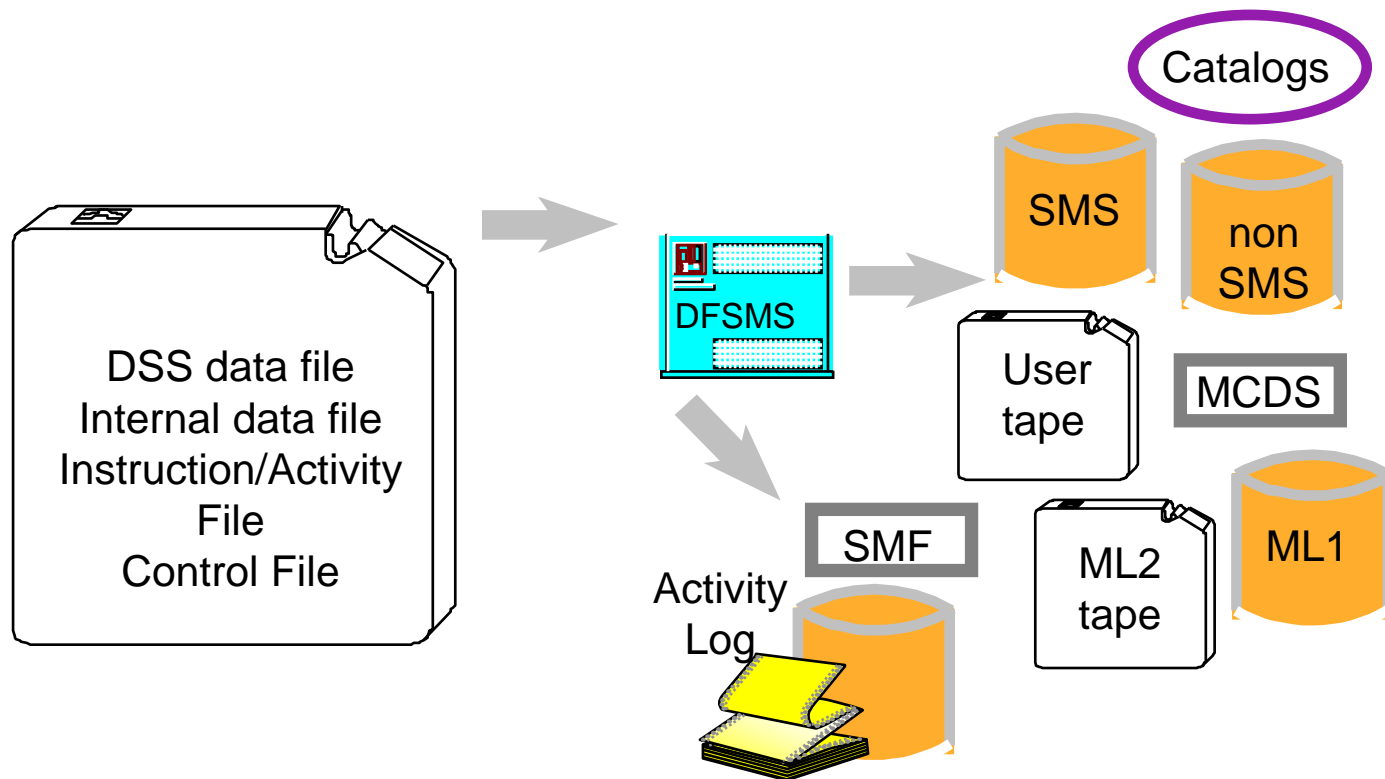 Catalogs
SMS
non
SMS
DSS data file
Internal data file
Instruction/Activity
File
Control File
DFSMS
User
tape
MCDS
SMF
ML2
tape
ML1
Activity
Log